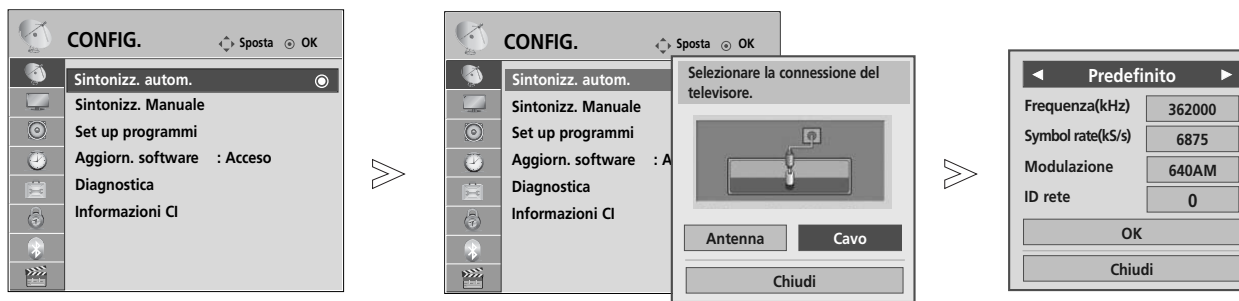 CONFIG. Sposta OK
Sintonizz. autom.
Sintonizz. Manuale
Set up programmi
Aggiorn. software : Acceso
Diagnostica
Informazioni CI
CONFIG. Sposta OK
Sintonizz. autom.
Sintonizz. Manuale
Set up programmi
Aggiorn. software : A
Diagnostica
Informazioni CI
Selezionare la connessione del
televisore.
Antenna Cavo
Chiudi
Predefinito
Frequenza(kHz) 362000
Symbol rate(kS/s) 6875
Modulazione 640AM
ID rete 0
OK
Chiudi